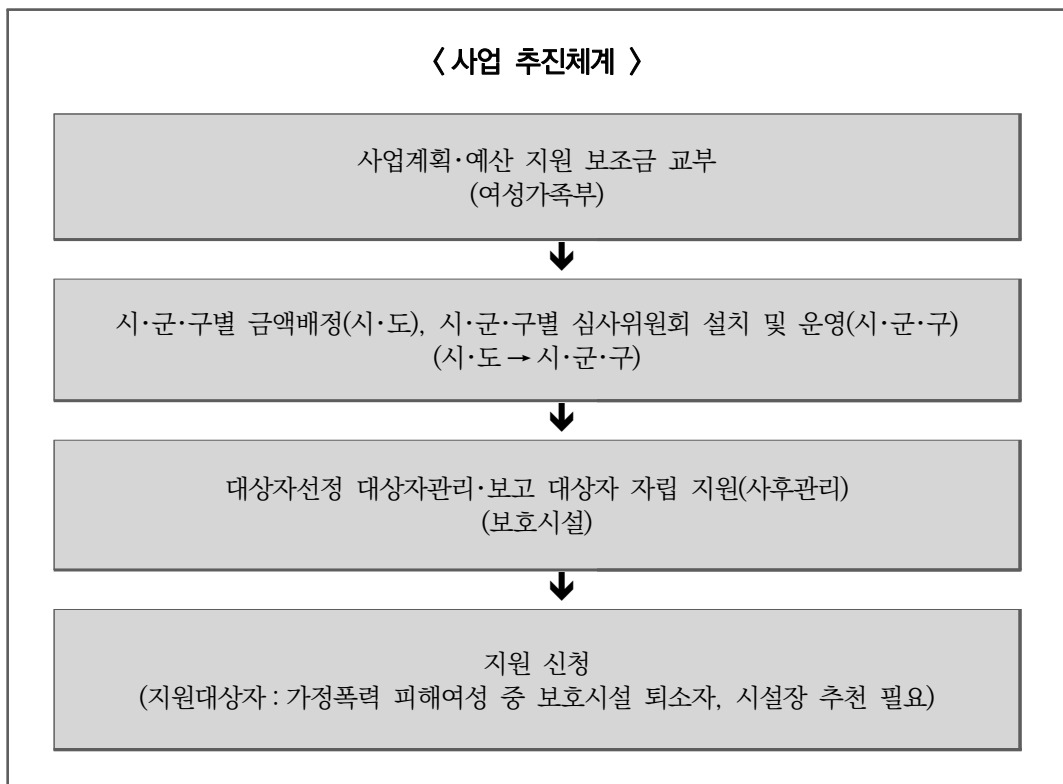 〈 사업 추진체계 〉
사업계획·예산 지원 보조금 교부
(여성가족부)
시·군·구별 금액배정(시·도), 시·군·구별 심사위원회 설치 및 운영(시·군·구)
(시·도 → 시·군·구)
대상자선정 대상자관리·보고 대상자 자립 지원(사후관리)
(보호시설)
지원 신청
(지원대상자 : 가정폭력 피해여성 중 보호시설 퇴소자, 시설장 추천 필요)